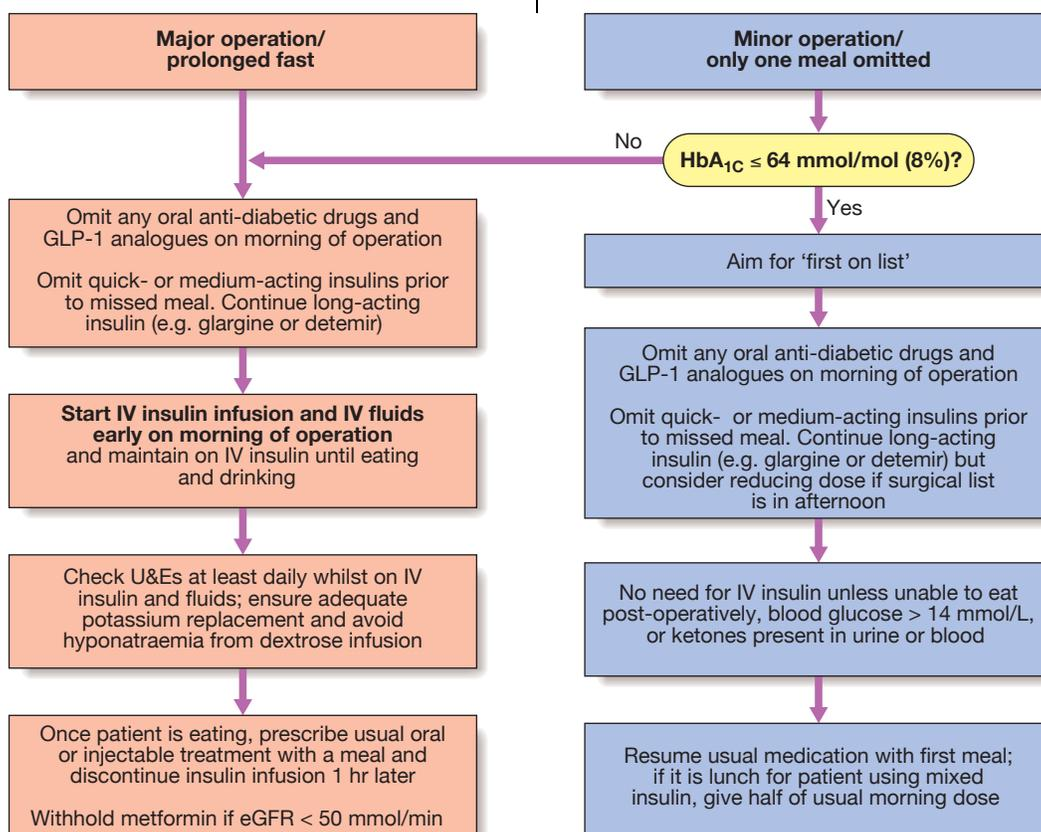 Major operation/
prolonged fast
Omit any oral anti-diabetic drugs and
GLP-1 analogues on morning of operation
Omit quick- or medium-acting insulins prior
to missed meal. Continue long-acting
insulin (e.g. glargine or detemir)
Start IV insulin infusion and IV fluids
early on morning of operation
and maintain on IV insulin until eating
and drinking
Check U&Es at least daily whilst on IV
insulin and fluids; ensure adequate
potassium replacement and avoid
hyponatraemia from dextrose infusion
Once patient is eating, prescribe usual oral
or injectable treatment with a meal and
discontinue insulin infusion 1 hr later
Withhold metformin if eGFR < 50 mmol/min
Minor operation/
only one meal omitted
No
HbA1C ≤ 64 mmol/mol (8%)?
Yes
Aim for ‘first on list’
Omit any oral anti-diabetic drugs and
GLP-1 analogues on morning of operation
Omit quick- or medium-acting insulins prior
to missed meal. Continue long-acting
insulin (e.g. glargine or detemir) but
consider reducing dose if surgical list
is in afternoon
No need for IV insulin unless unable to eat
post-operatively, blood glucose > 14 mmol/L,
or ketones present in urine or blood
Resume usual medication with first meal;
if it is lunch for patient using mixed
insulin, give half of usual morning dose